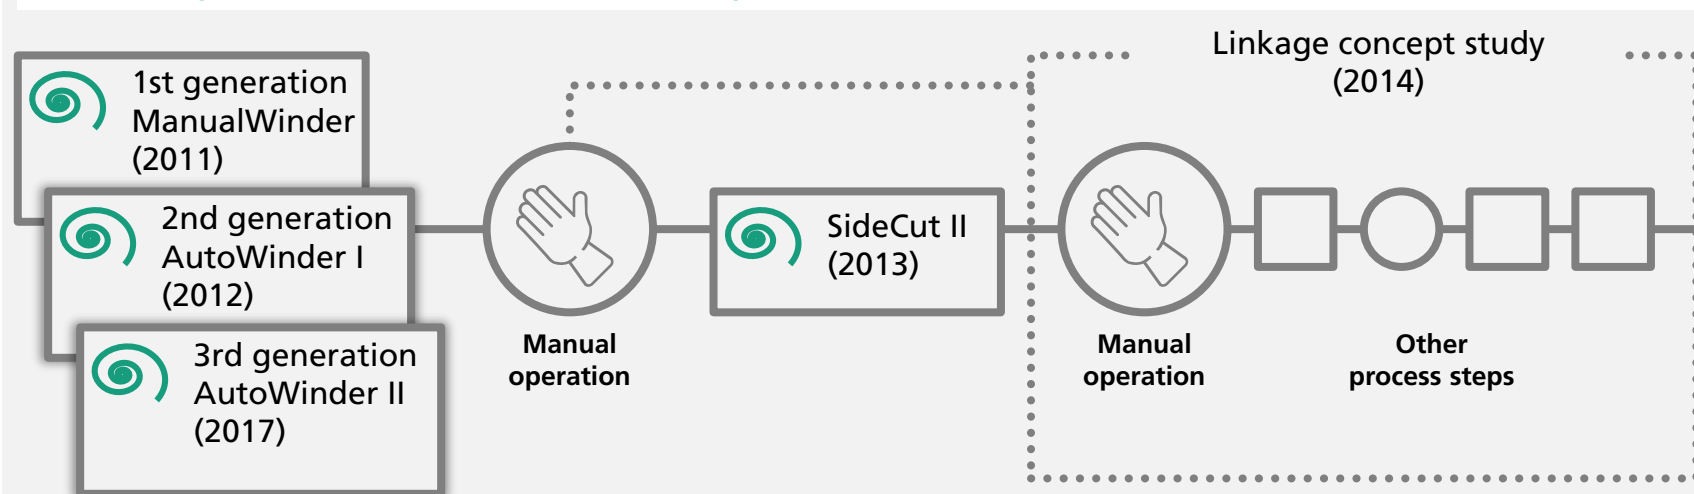 1st generation
ManualWinder
(2011)
2nd generation
AutoWinder I
(2012)
3rd generation
AutoWinder II
(2017)
Manual
operation
SideCut II
(2013)
Linkage concept study
(2014)
Manual
operation
Other
process steps